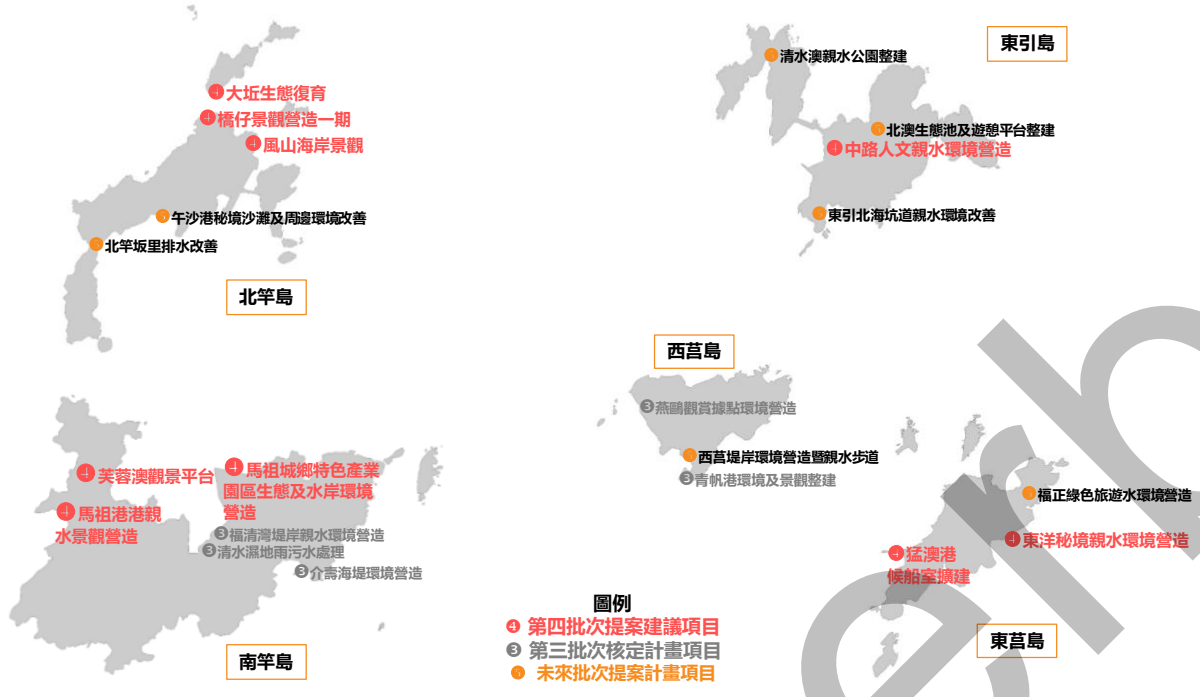 大坵生態復育
橋仔景觀營造一期
風山海岸景觀
午沙港秘境沙灘及周邊環境改善
北竿坂里排水改善
北竿島
清水澳親水公園整建
東引島
北澳生態池及遊憩平台整建
中路人文親水環境營造
東引北海坑道親水環境改善
西莒島
3 燕鷗觀賞據點環境營造
西莒堤岸環境營造暨親水步道
3 青帆港環境及景觀整建
福正綠色旅遊水環境營造
4 東洋秘境親水環境營造
4 猛澳港
候船室擴建
東莒島
芙蓉澳觀景平台
馬祖港港親
水景觀營造
馬祖城鄉特色產業
園區生態及水岸環境
營造
3 福清灣堤岸親水環境營造
3 清水濕地雨污水處理
3 介壽海堤環境營造
南竿島
圖例
4 第四批次提案建議項目
3 第三批次核定計畫項目
未來批次提案計畫項目
er